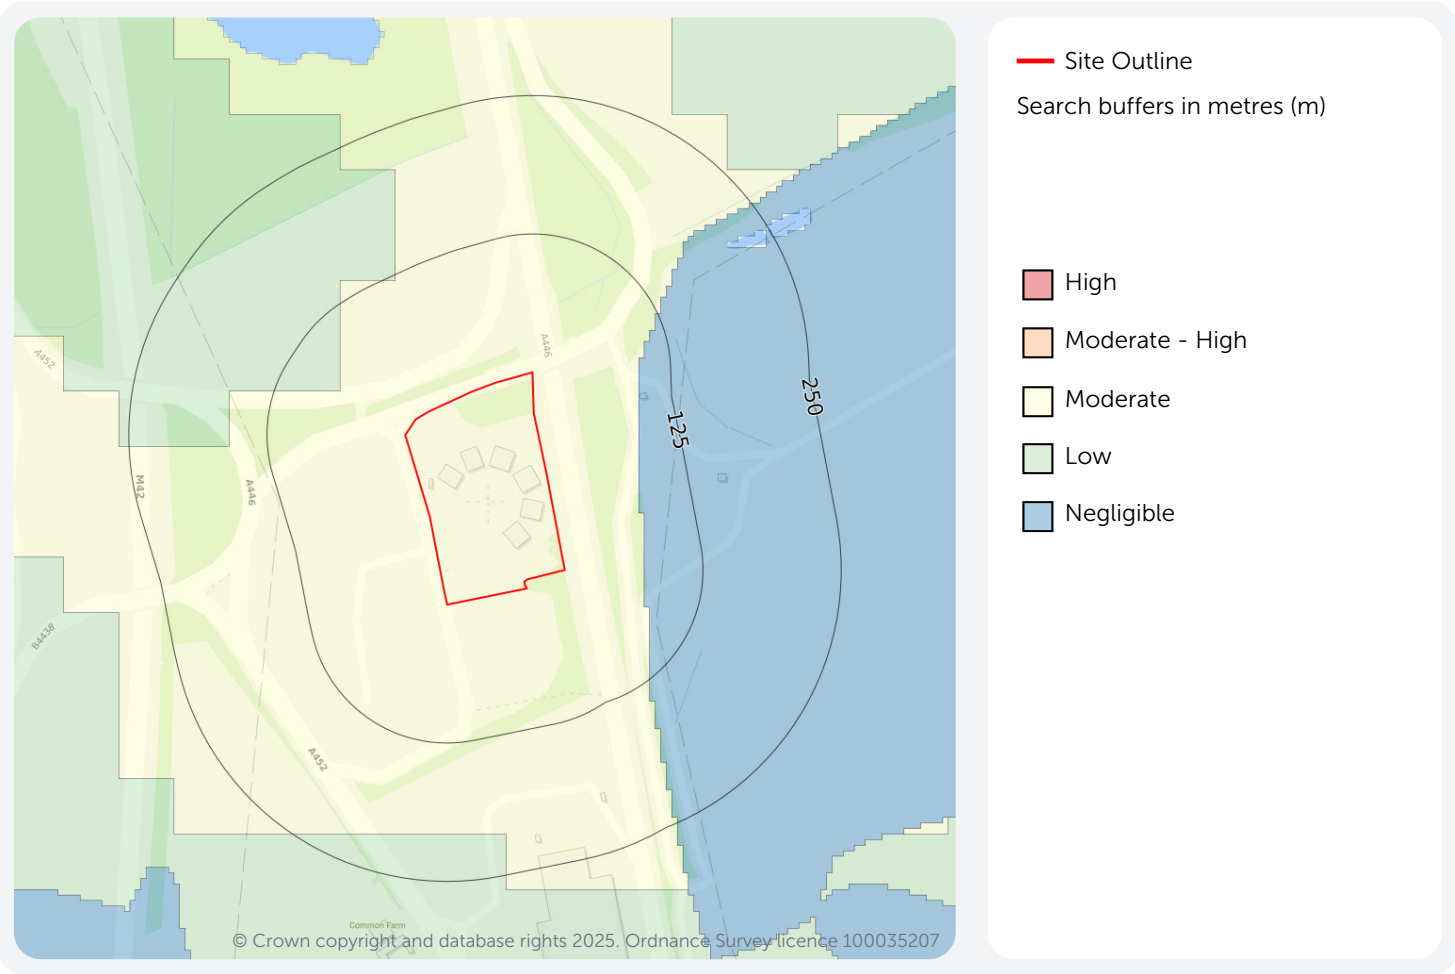 Site Outline
Search buffers in metres (m)
High
Moderate - High
Moderate
Low
Negligible
A446
A452
250
125
M42
A446
B4438
A452
Common Farm
© Crown copyright and database rights 2025. Ordnance Survey licence 100035207